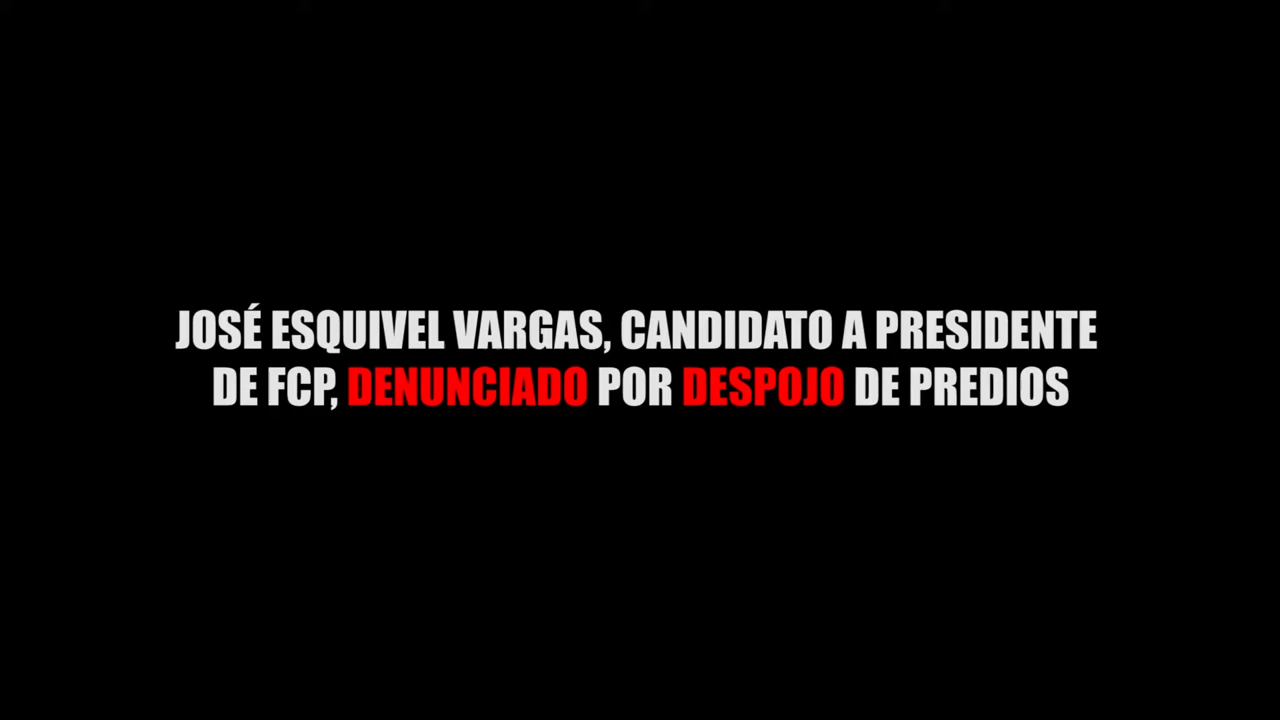 JOSÉ ESQUIVEL VARGAS, CANDIDATO A PRESIDENTE
DE FCP, DENUNCIADO POR DESPOJO DE PREDIOS